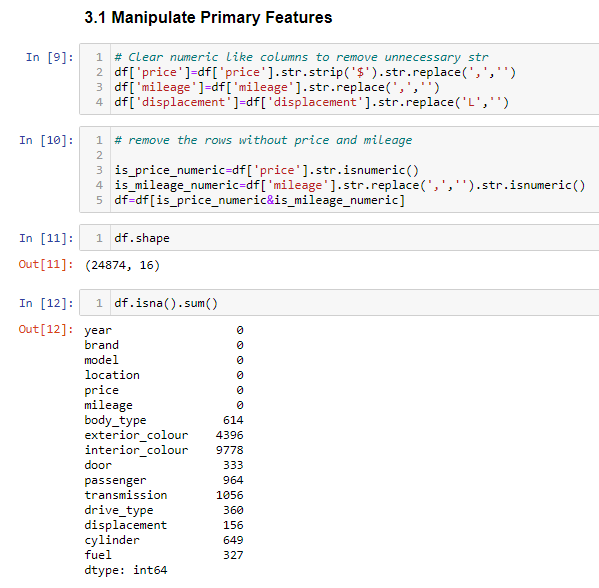 3.1 Manipulate Primary Features
In [9]:
1 # Clear numeric like columns to remove unnecessary str
2 df['price']=df['price'].str.strip('$').str.replace(',','')
3 df['mileage']=df['mileage'].str.replace(',','')
4 df['displacement']=df['displacement'].str.replace('L','')
In [10]:
1 # remove the rows without price and mileage
2
3 is_price_numeric=df['price'].str.isnumeric()
4 is_mileage_numeric=df['mileage'].str.replace(',','').str.isnumeric()
5 df=df[is_price_numeric&is_mileage_numeric]
In [11]: 1 df.shape
Out[11]: (24874, 16)
In [12]: 1 df.isna().sum()
Out[12]: year 0
brand 0
model 0
location 0
price 0
mileage 0
body_type 614
exterior_colour 4396
interior_colour 9778
door 333
passenger 964
transmission 1056
drive_type 360
displacement 156
cylinder 649
fuel 327
dtype: int64